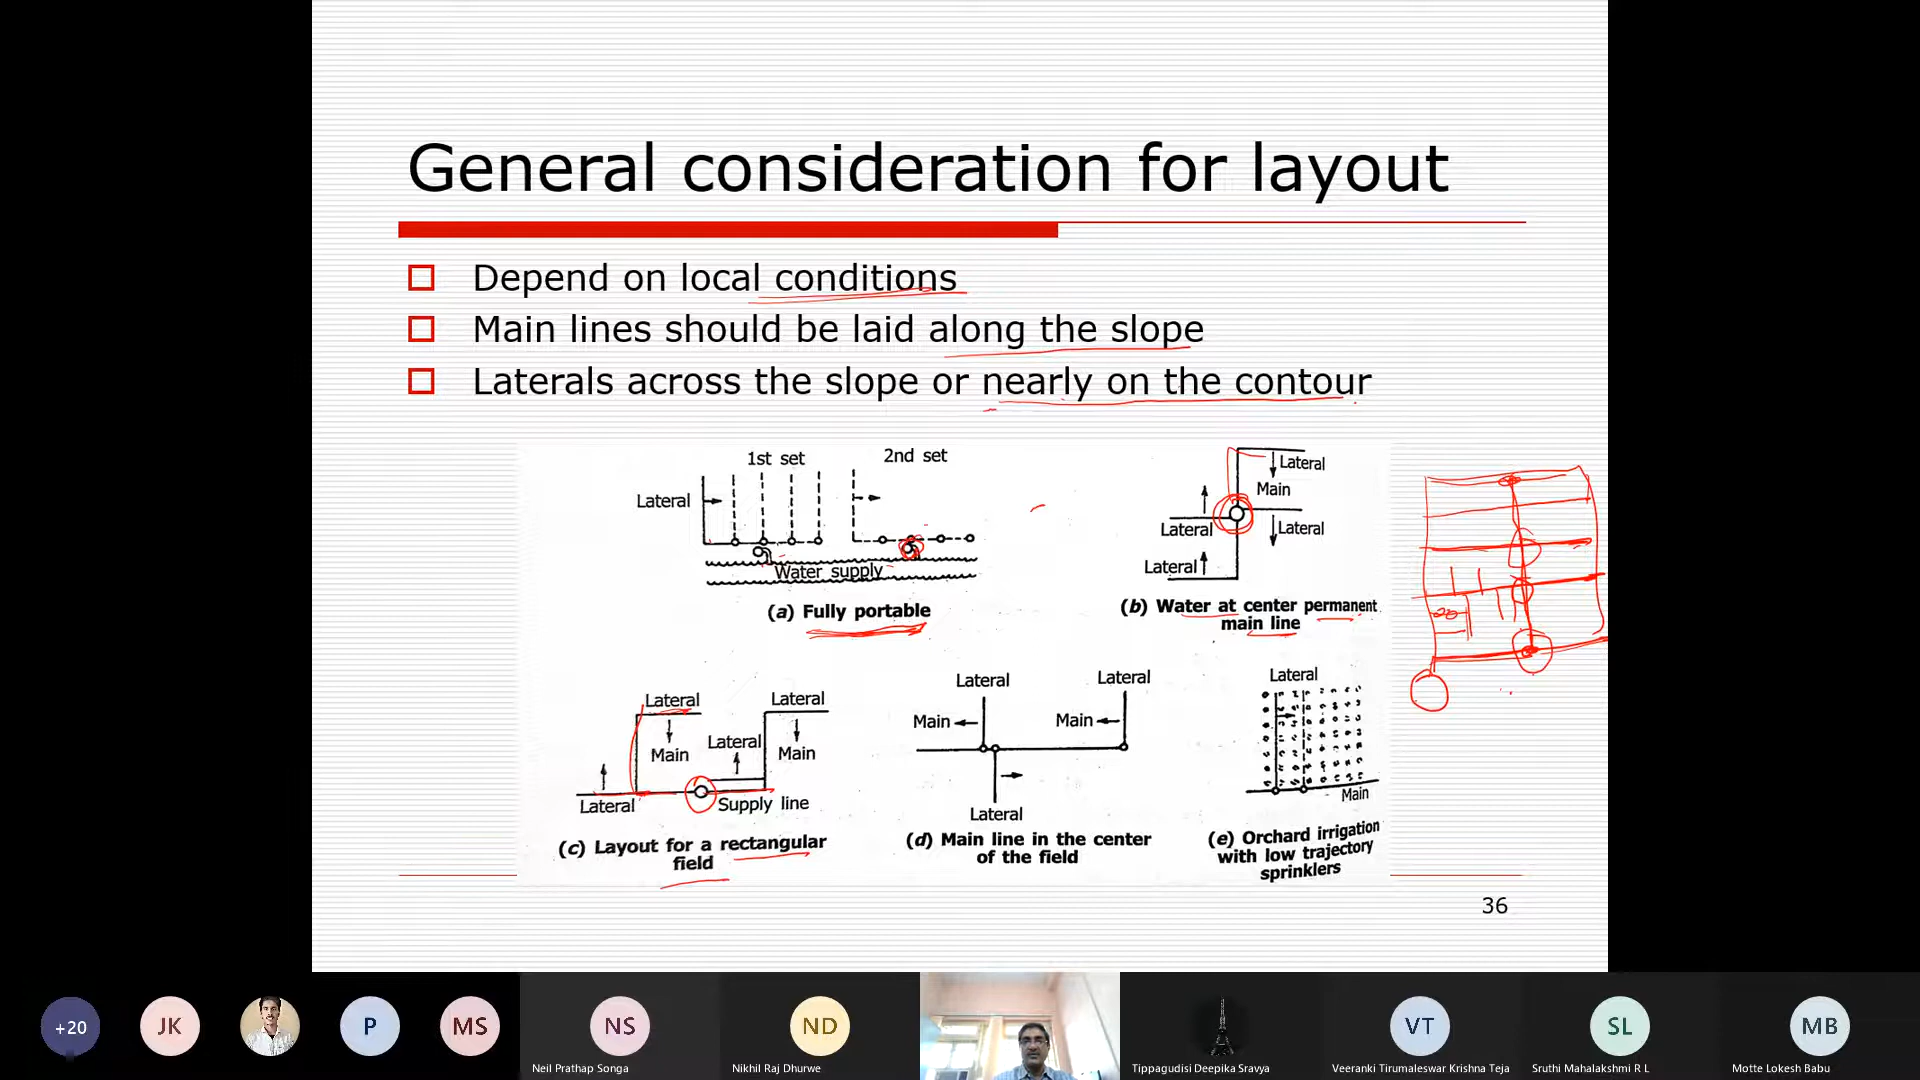 General consideration for layout
Depend on local conditions
Main lines should be laid along the slope
Laterals across the slope or nearly on the contour
1st set
2nd set
Lateral
Water supply
(a) Fully portable
Lateral
Main
Lateral
Lateral
Lateral
(b) Water at center permanent
main line
20
Lateral
Lateral
Main
Lateral
Main
Lateral
Supply line
(c) Layout for a rectangular
field
Lateral
Lateral
Main
Main
Lateral
(d) Main line in the center
of the field
Lateral
Main
(e) Orchard irrigation
with low trajectory
sprinklers
36
+20
JK
P
MS
NS
Neil Prathap Songa
ND
Nikhil Raj Dhurwe
Tippagudisi Deepika Sravya
VT
Veeranki Tirumaleswar Krishna Teja
SL
Sruthi Mahalakshmi R L
MB
Motte Lokesh Babu